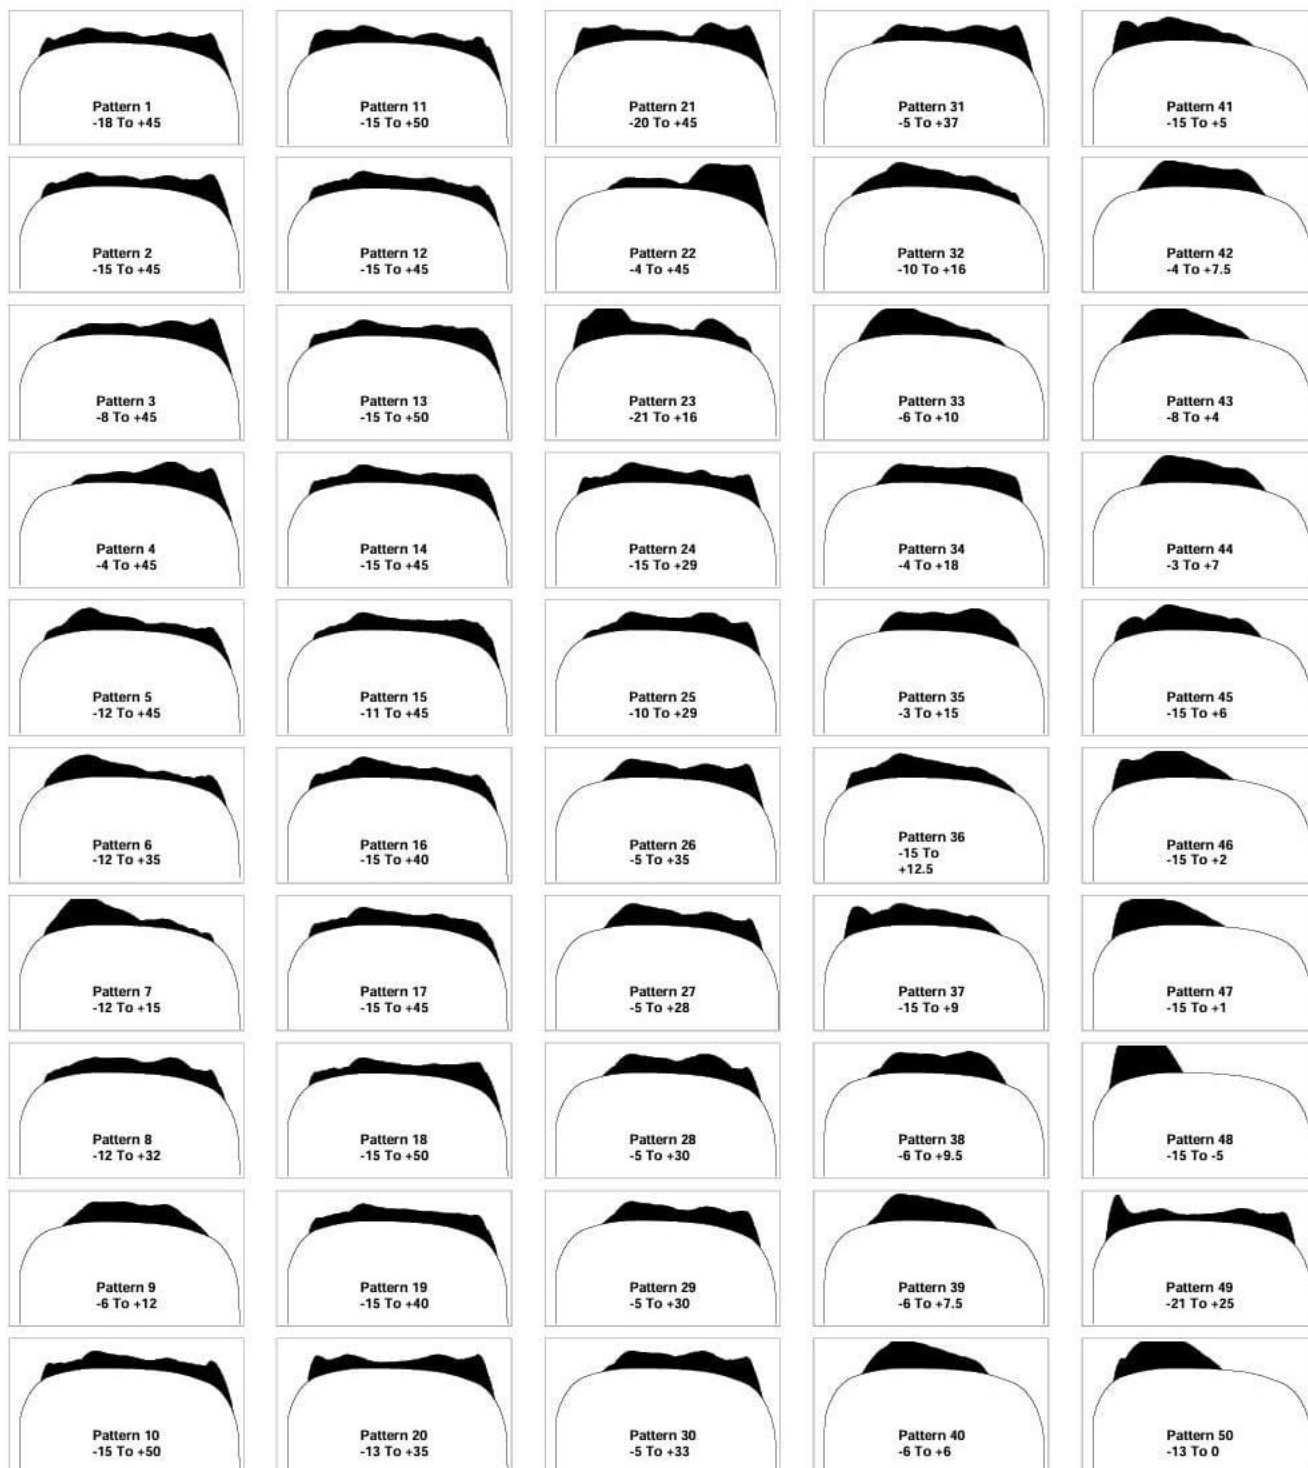 Pattern 1
-18 To +45
Pattern 11
-15 To +50
Pattern 21
-20 To +45
Pattern 31
-5 To +37
Pattern 41
-15 To +5
Pattern 2
-15 To +45
Pattern 12
-15 To +45
Pattern 22
-4 To +45
Pattern 32
-10 To +16
Pattern 42
-4 To +7.5
Pattern 3
-8 To +45
Pattern 13
-15 To +50
Pattern 23
-21 To +16
Pattern 33
-6 To +10
Pattern 43
-8 To +4
Pattern 4
-4 To +45
Pattern 14
-15 To +45
Pattern 24
-15 To +29
Pattern 34
-4 To +18
Pattern 44
-3 To +7
Pattern 5
-12 To +45
Pattern 15
-11 To +45
Pattern 25
-10 To +29
Pattern 35
-3 To +15
Pattern 45
-15 To +6
Pattern 6
-12 To +35
Pattern 16
-15 To +40
Pattern 26
-5 To +35
Pattern 36
-15 To
+12.5
Pattern 46
-15 To +2
Pattern 7
-12 To +15
Pattern 17
-15 To +45
Pattern 27
-5 To +28
Pattern 37
-15 To +9
Pattern 47
-15 To +1
Pattern 8
-12 To +32
Pattern 18
-15 To +50
Pattern 28
-5 To +30
Pattern 38
-6 To +9.5
Pattern 48
-15 To -5
Pattern 9
-6 To +12
Pattern 19
-15 To +40
Pattern 29
-5 To +30
Pattern 39
-6 To +7.5
Pattern 49
-21 To +25
Pattern 10
-15 To +50
Pattern 20
-13 To +35
Pattern 30
-5 To +33
Pattern 40
-6 To +6
Pattern 50
-13 To 0